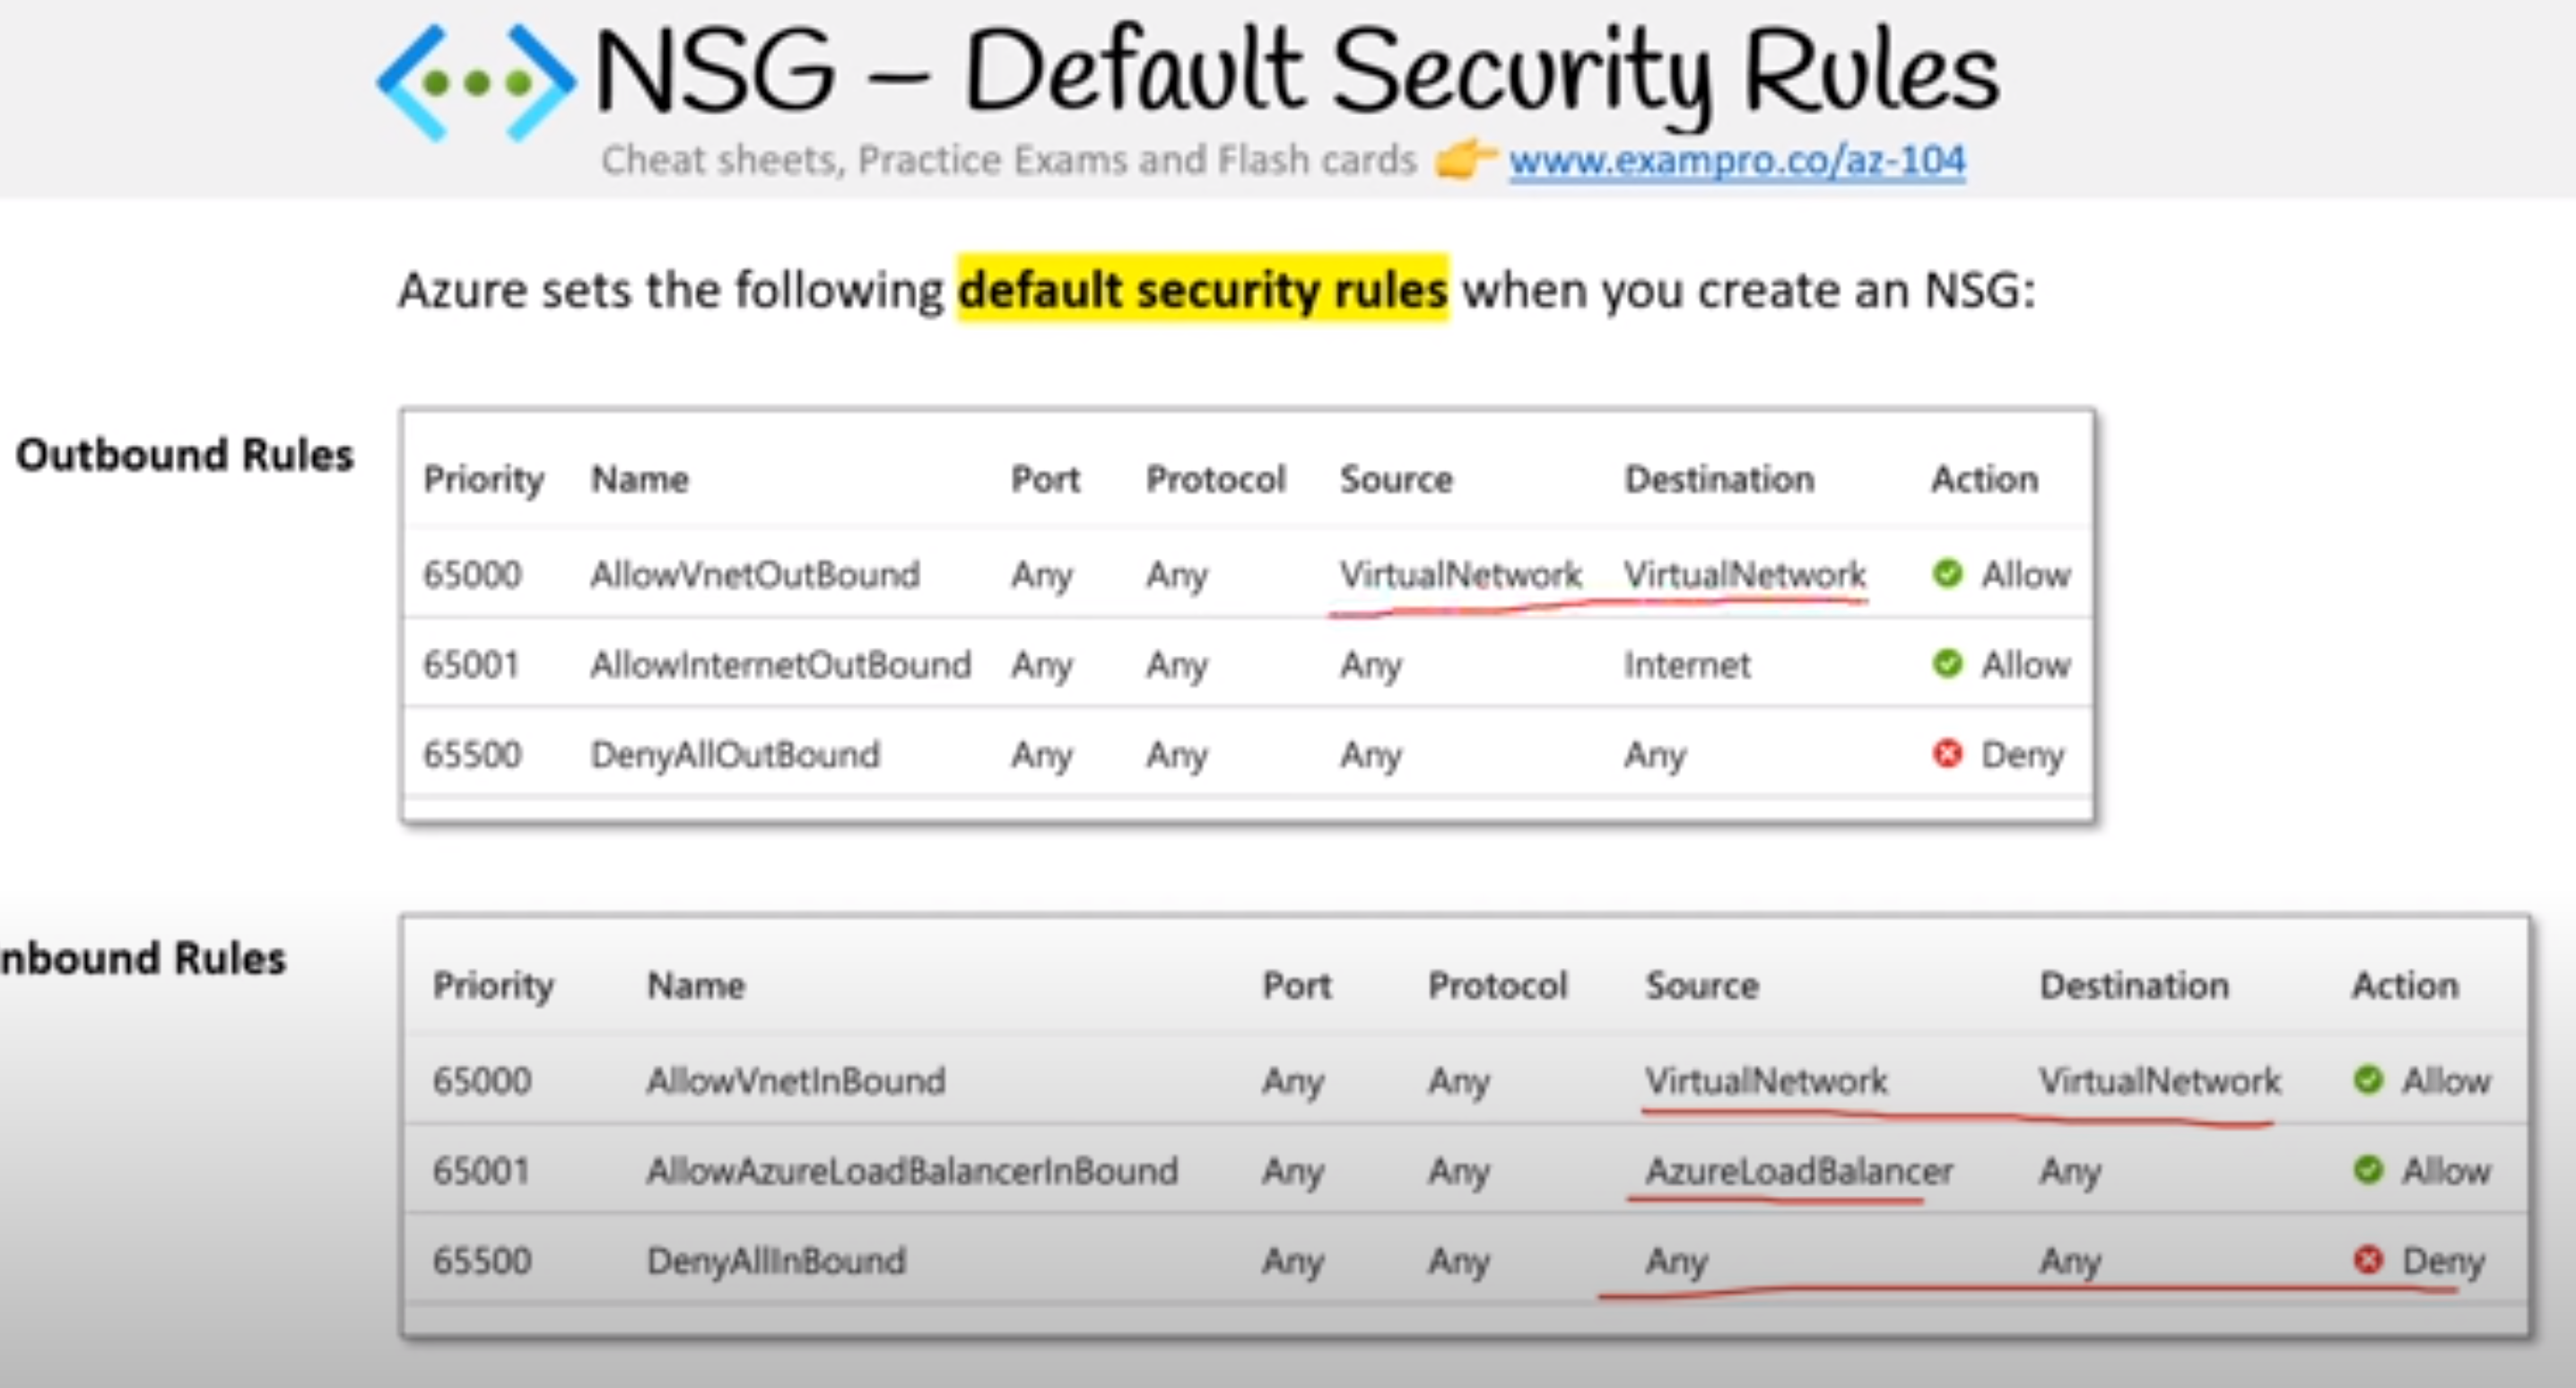 NSG – Default Security Rules
Cheat sheets, Practice Exams and Flash cards 👉 www.exampro.co/az-104
Azure sets the following default security rules when you create an NSG:
Outbound Rules
Priority Name Port Protocol Source Destination Action
65000 AllowVnetOutBound Any Any VirtualNetwork VirtualNetwork Allow
65001 AllowInternetOutBound Any Any Any Internet Allow
65500 DenyAllOutBound Any Any Any Any Deny
nbound Rules
Priority Name Port Protocol Source Destination Action
65000 AllowVnetInBound Any Any VirtualNetwork VirtualNetwork Allow
65001 AllowAzureLoadBalancerInBound Any Any AzureLoadBalancer Any Allow
65500 DenyAllInBound Any Any Any Any Deny